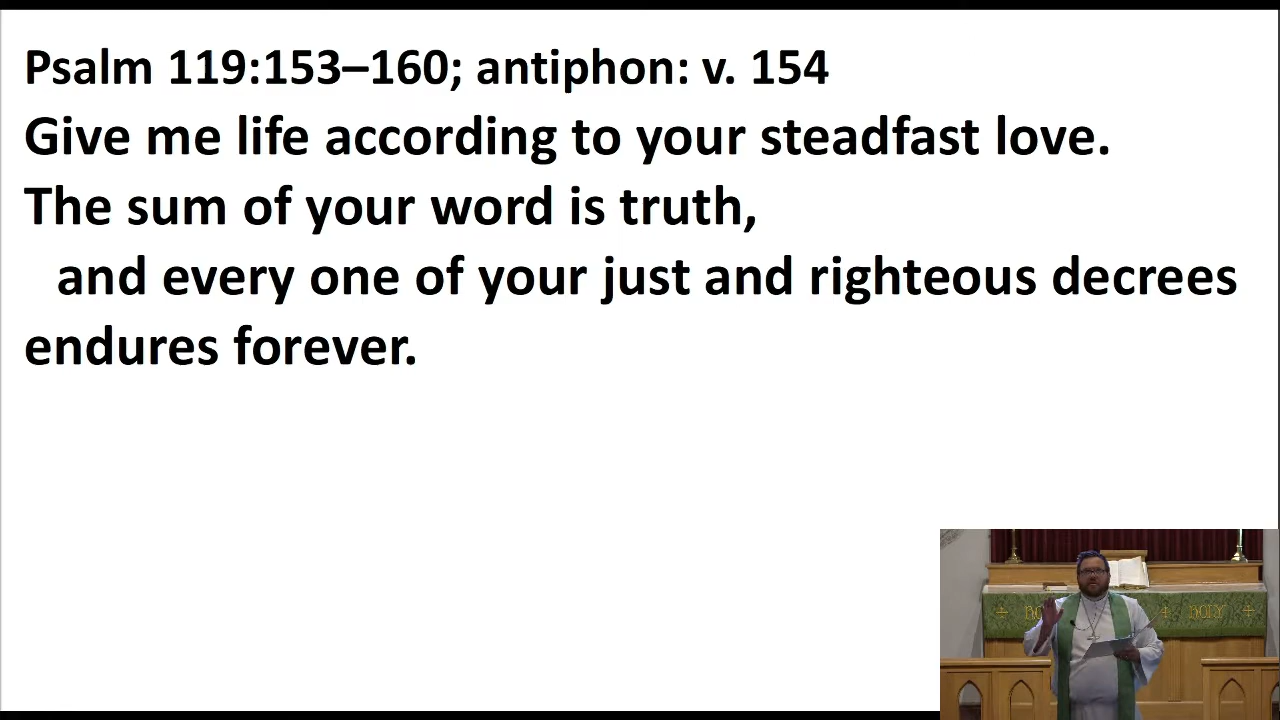 Psalm 119:153–160; antiphon: v. 154
Give me life according to your steadfast love.
The sum of your word is truth,
and every one of your just and righteous decrees
endures forever.
HOLY